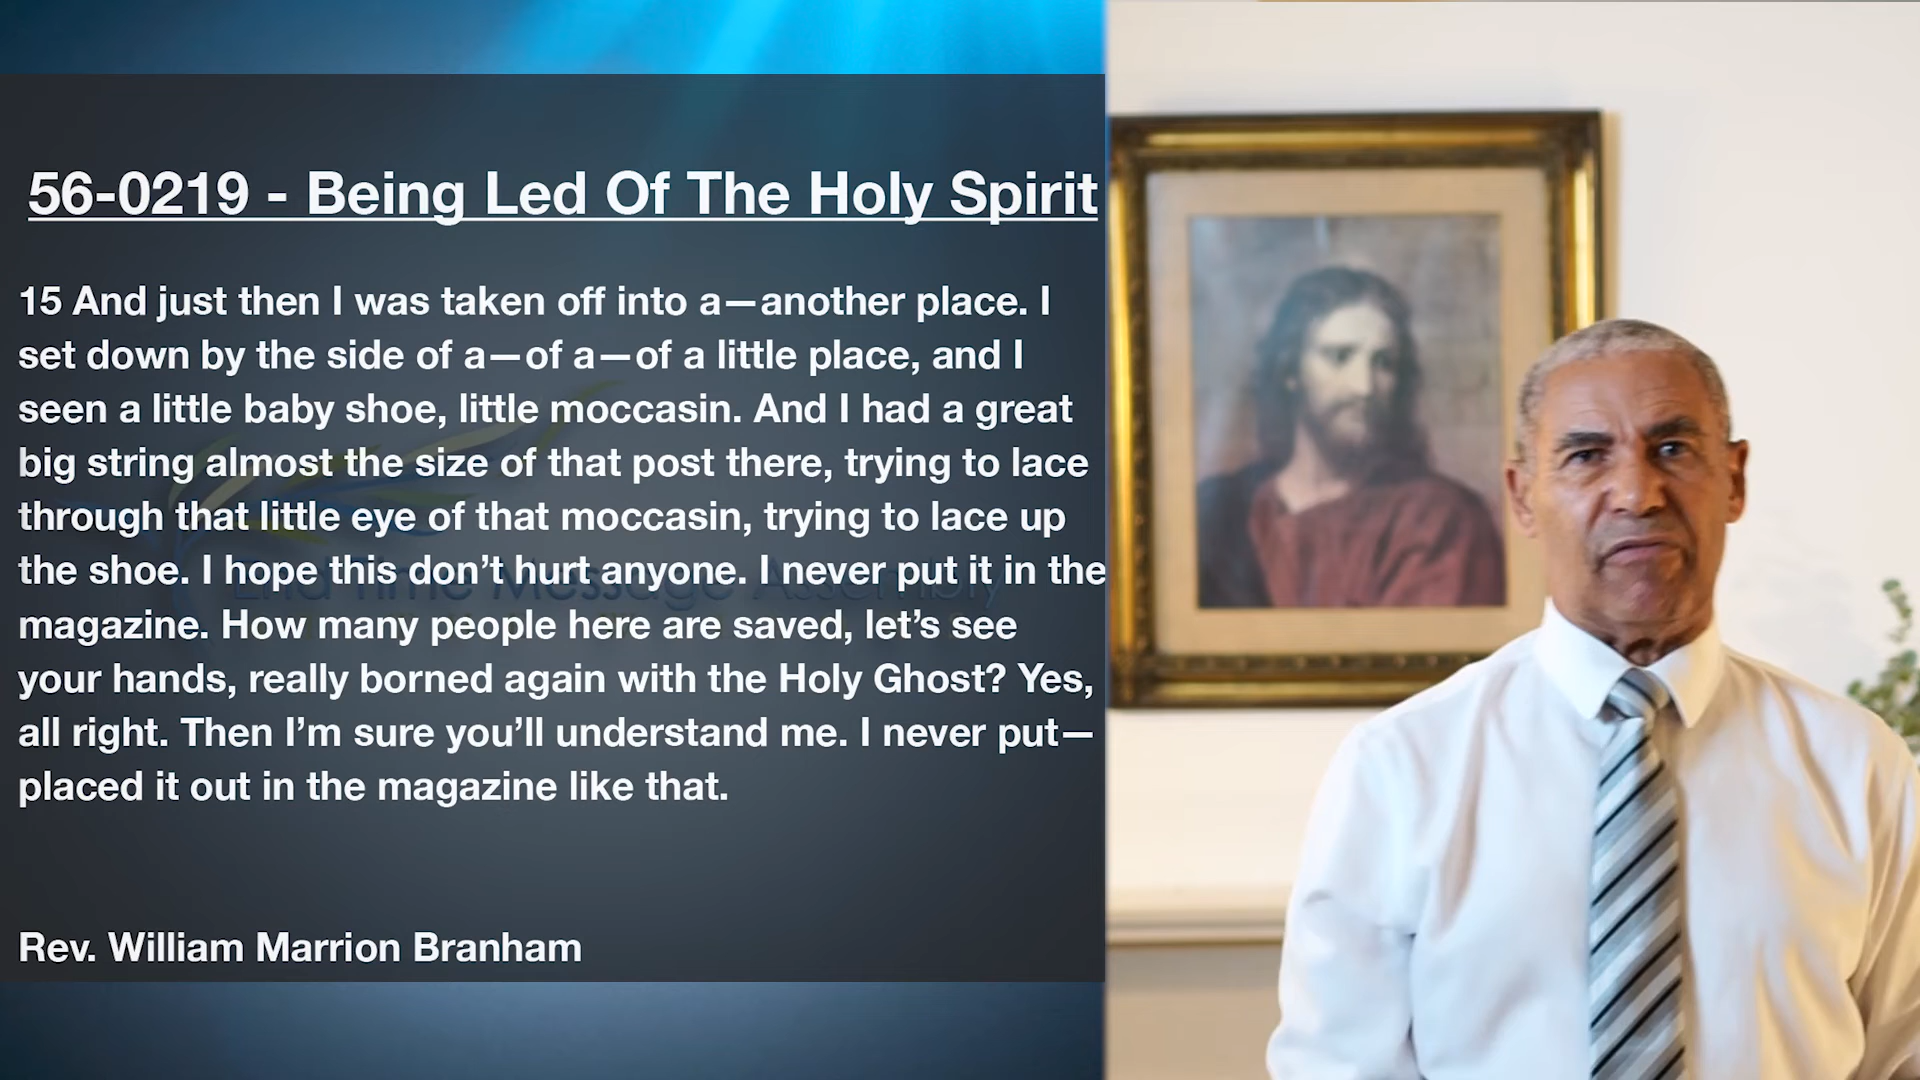 56-0219 - Being Led Of The Holy Spirit
15 And just then I was taken off into a—another place. I
set down by the side of a—of a—of a little place, and I
seen a little baby shoe, little moccasin. And I had a great
big string almost the size of that post there, trying to lace
through that little eye of that moccasin, trying to lace up
the shoe. I hope this don’t hurt anyone. I never put it in the
magazine. How many people here are saved, let’s see
your hands, really borned again with the Holy Ghost? Yes,
all right. Then I’m sure you’ll understand me. I never put—
placed it out in the magazine like that.
End Time Message Assembly
Rev. William Marrion Branham